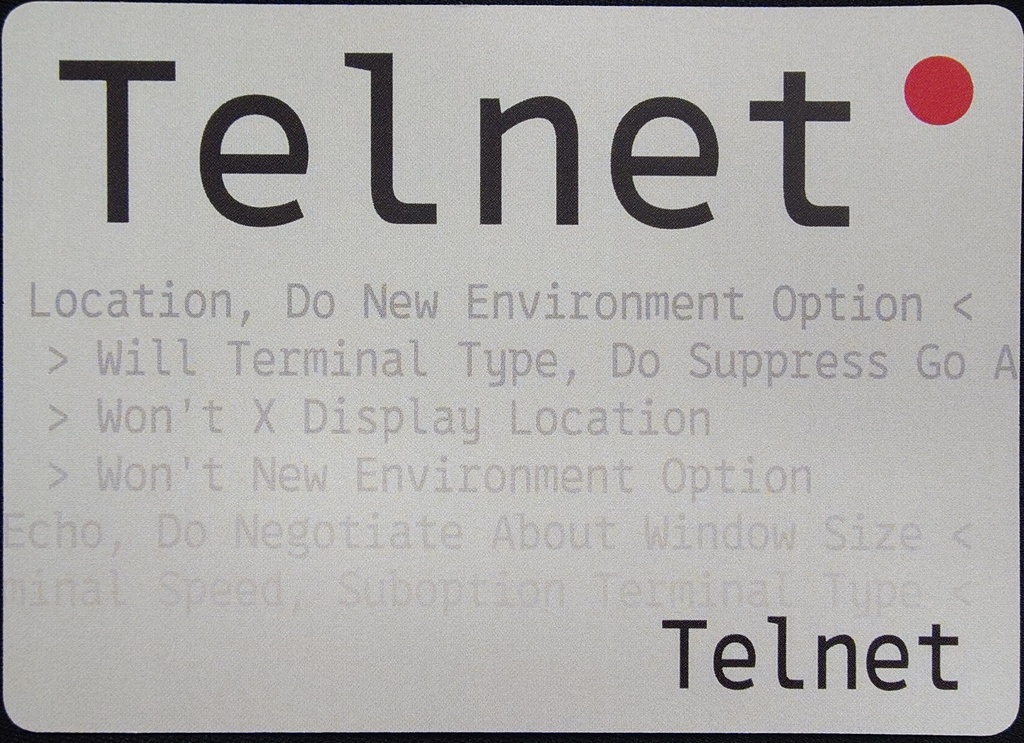 Telnet
Location, Do New Environment Option <
> Will Terminal Type, Do Suppress Go A
> Won't X Display Location
> Won't New Environment Option
Echo, Do Negotiate About Window Size <
minal Speed, Suboption Terminal Type <
Telnet